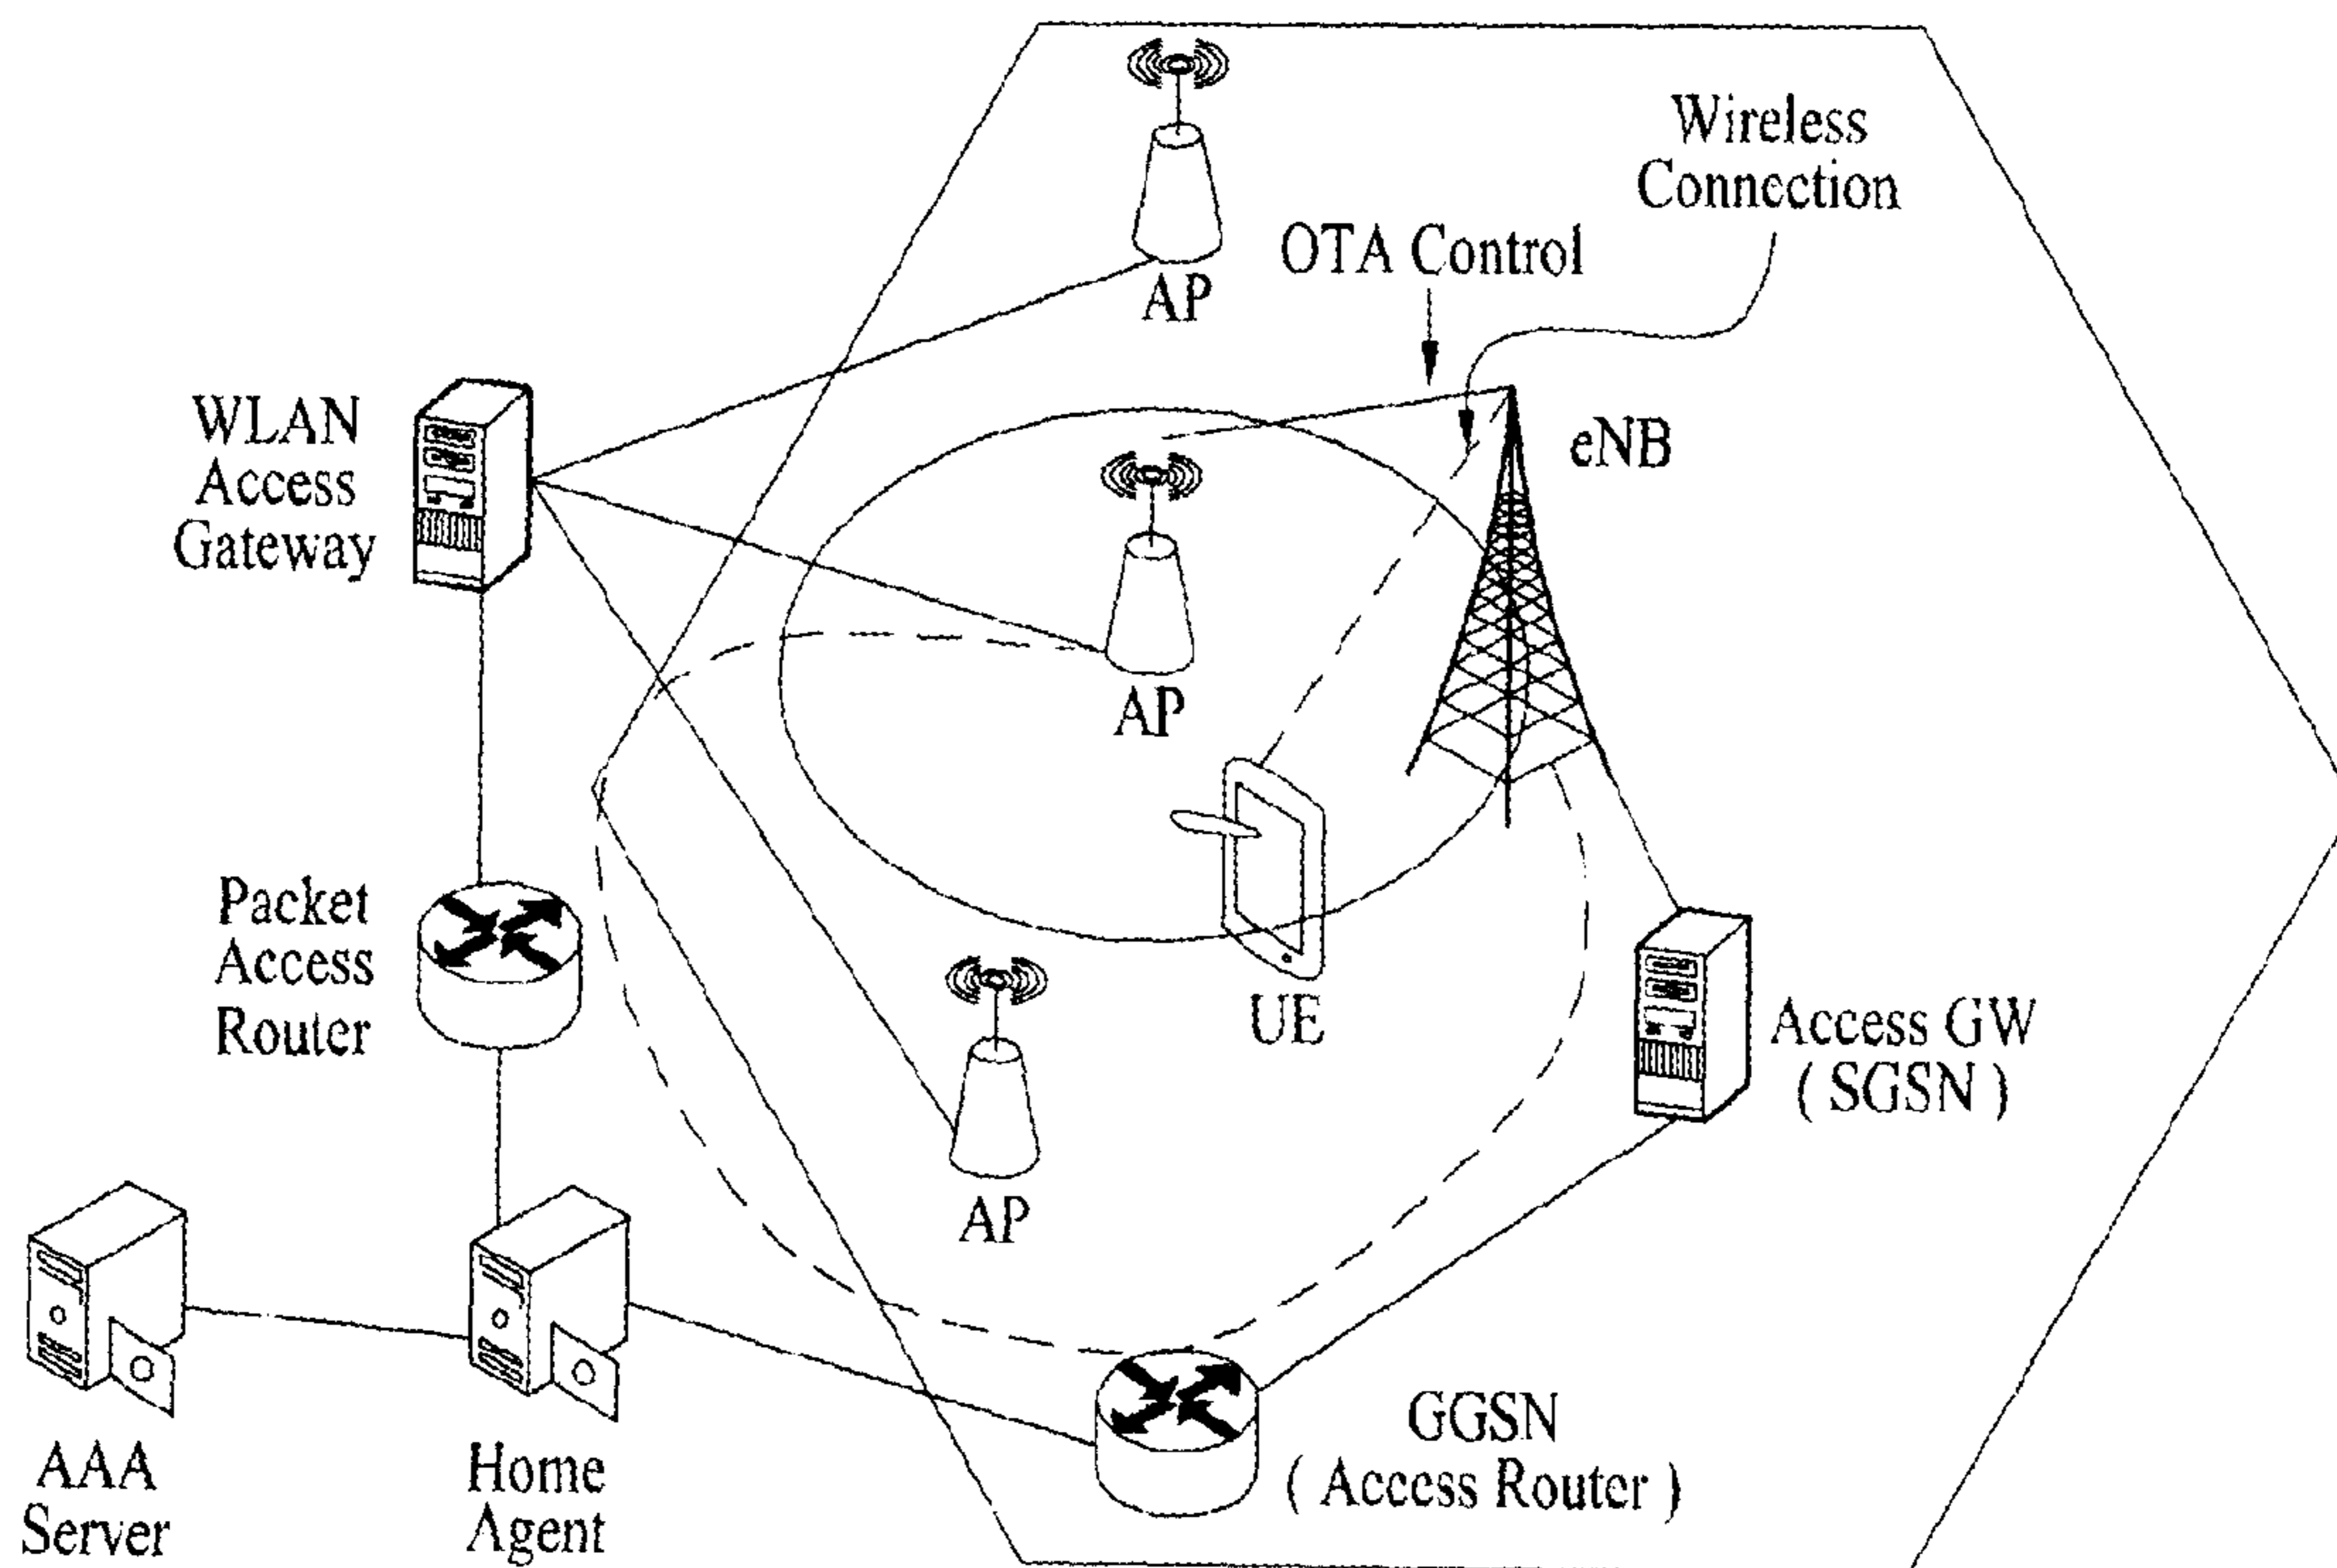 Wireless
Connection
OTA Control
AP
WLAN
Access
Gateway
eNB
AP
Packet
Access
Router
UE
Access GW
( SGSN )
AP
GGSN
( Access Router )
AAA
Server
Home
Agent